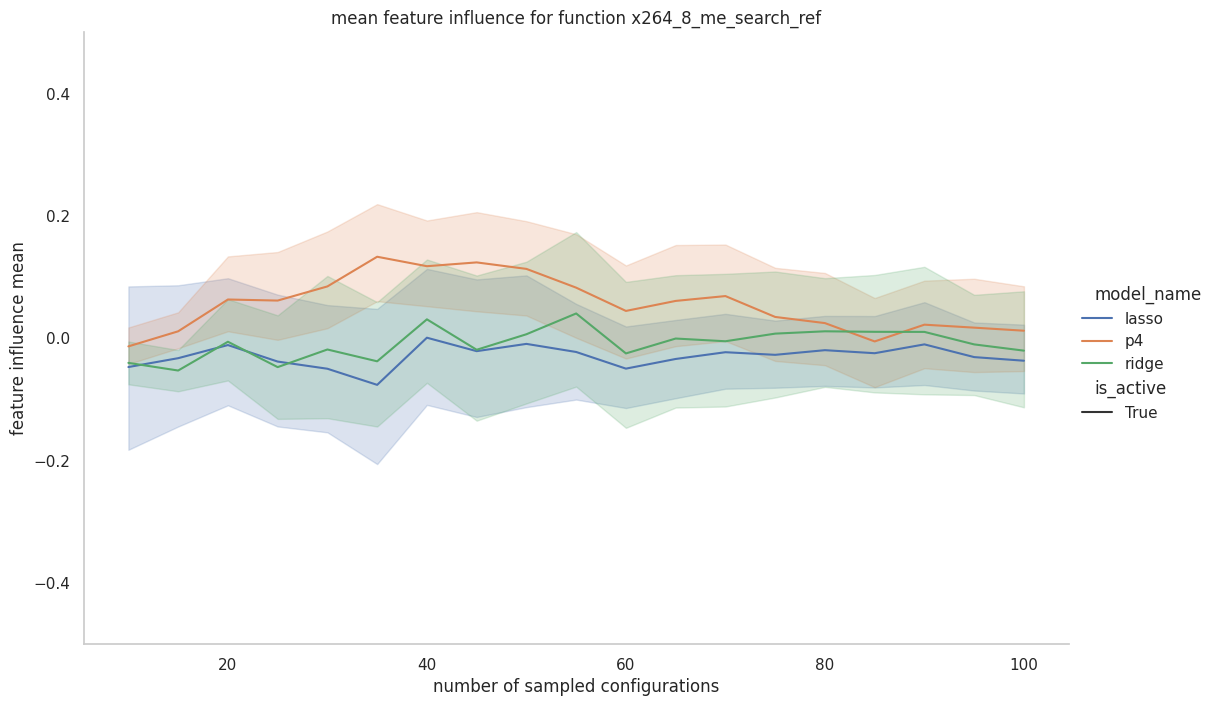 mean feature influence for function x264_8_me_search_ref
0.4
0.2
0.0
−0.2
−0.4
feature influence mean
20
40
60
80
100
number of sampled configurations
model_name
lasso
p4
ridge
is_active
True